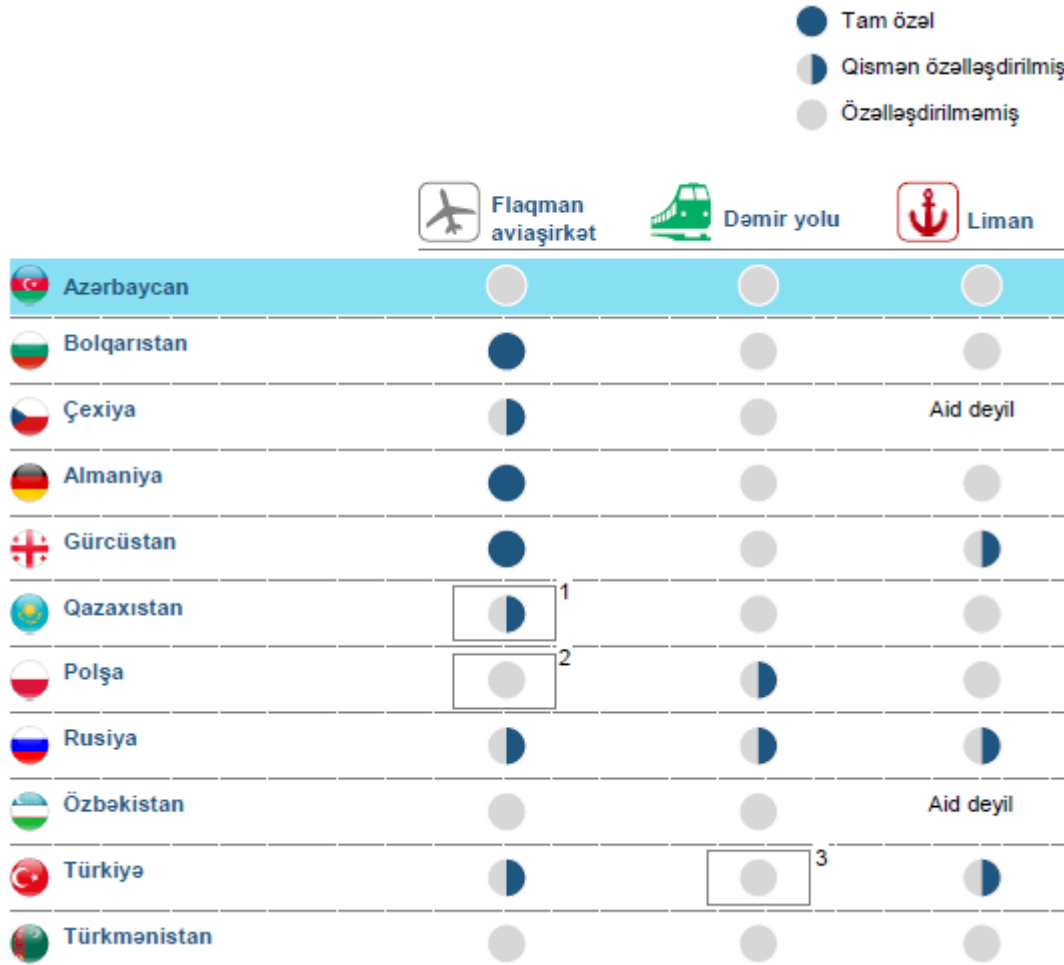 Tam özəl
Qismən özəlləşdirilmiş
Özəlləşdirilməmiş
Flaqman
aviaşirkət
Dəmir yolu
Liman
Azərbaycan
Bolqarıstan
Çexiya
Aid deyil
Almaniya
Gürcüstan
Qazaxıstan
1
Polşa
2
Rusiya
Özbəkistan
Aid deyil
Türkiyə
3
Türkmənistan